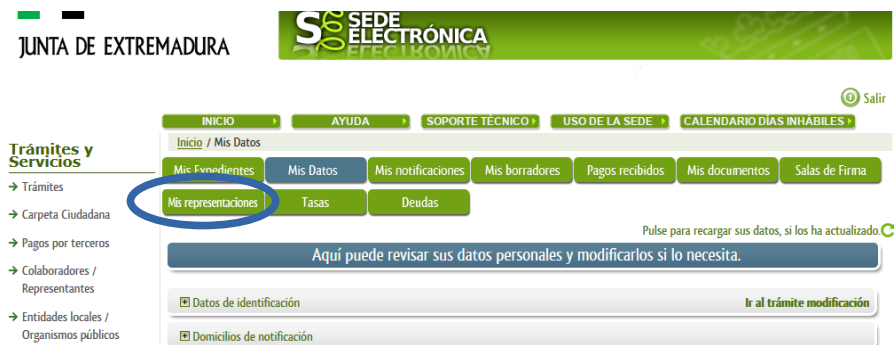 JUNTA DE EXTREMADURA
SEDE
ELECTRÓNICA
Salir
INICIO AYUDA SOPORTE TÉCNICO USO DE LA SEDE CALENDARIO DÍAS INHÁBILES
Inicio / Mis Datos
Trámites y
Servicios
→ Trámites
→ Carpeta Ciudadana
→ Pagos por terceros
→ Colaboradores /
Representantes
→ Entidades locales /
Organismos públicos
Mis Expedientes Mis Datos Mis notificaciones Mis borradores Pagos recibidos Mis documentos Salas de Firma
Mis representaciones Tasas Deudas
Pulse para recargar sus datos, si los ha actualizado.
Aquí puede revisar sus datos personales y modificarlos si lo necesita.
Datos de identificación Ir al trámite modificación
Domicilios de notificación